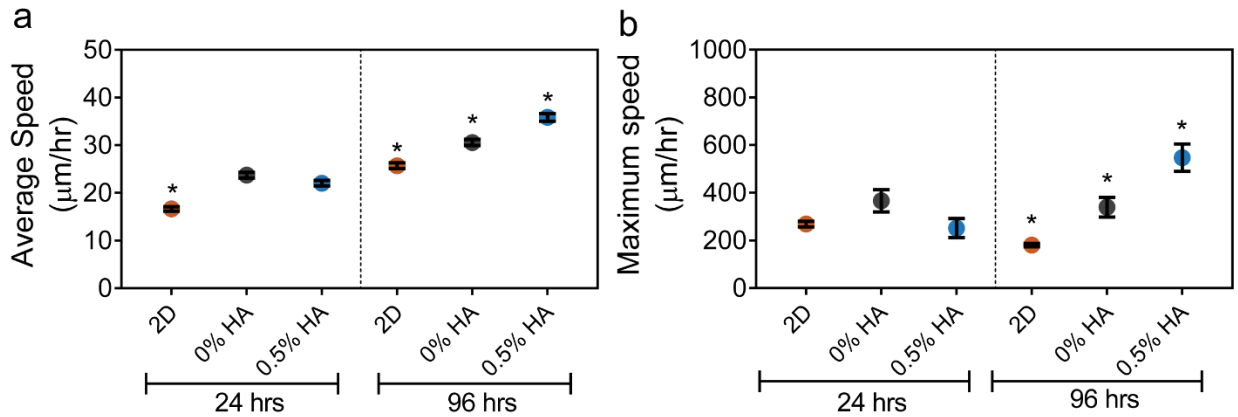 a
Average Speed
(μm/hr)
50
40
30
20
10
0
*
*
*
*
2D
0% HA
0.5% HA
2D
0% HA
0.5% HA
24 hrs
96 hrs
b
Maximum speed
(μm/hr)
1000
800
600
400
200
0
*
*
*
2D
0% HA
0.5% HA
2D
0% HA
0.5% HA
24 hrs
96 hrs